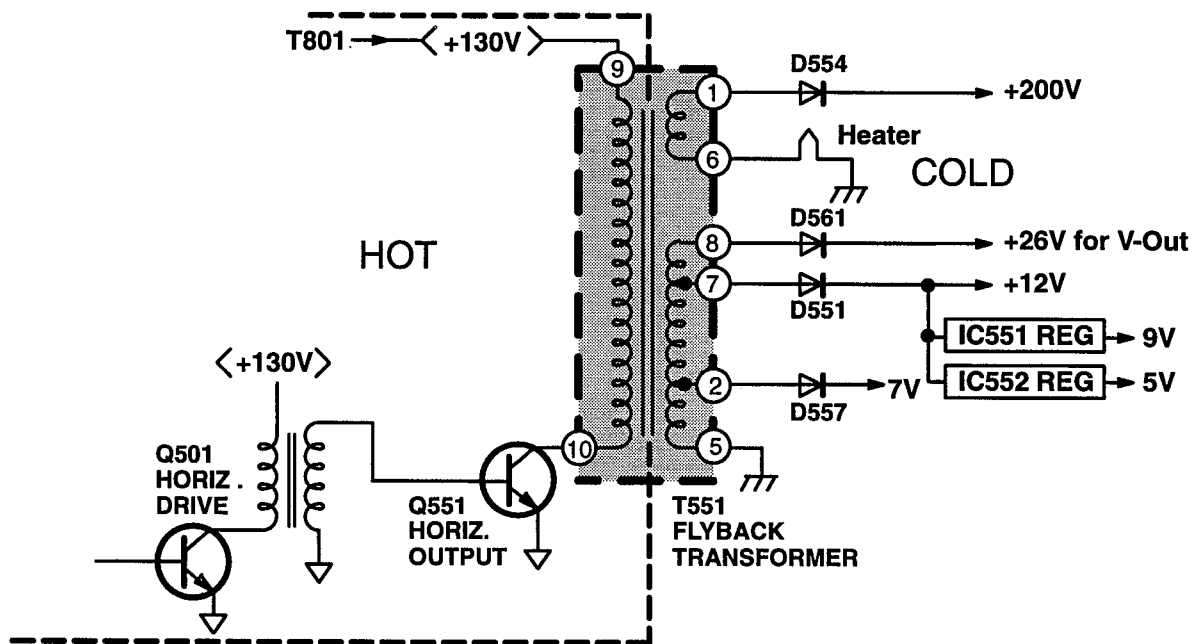 T801
+130V
9
D554
1
+200V
Heater
6
COLD
D561
8
+26V for V-Out
HOT
7
+12V
D551
IC551 REG
9V
+130V
2
7V
IC552 REG
5V
D557
Q501
HORIZ.
DRIVE
10
5
Q551
HORIZ.
OUTPUT
T551
FLYBACK
TRANSFORMER